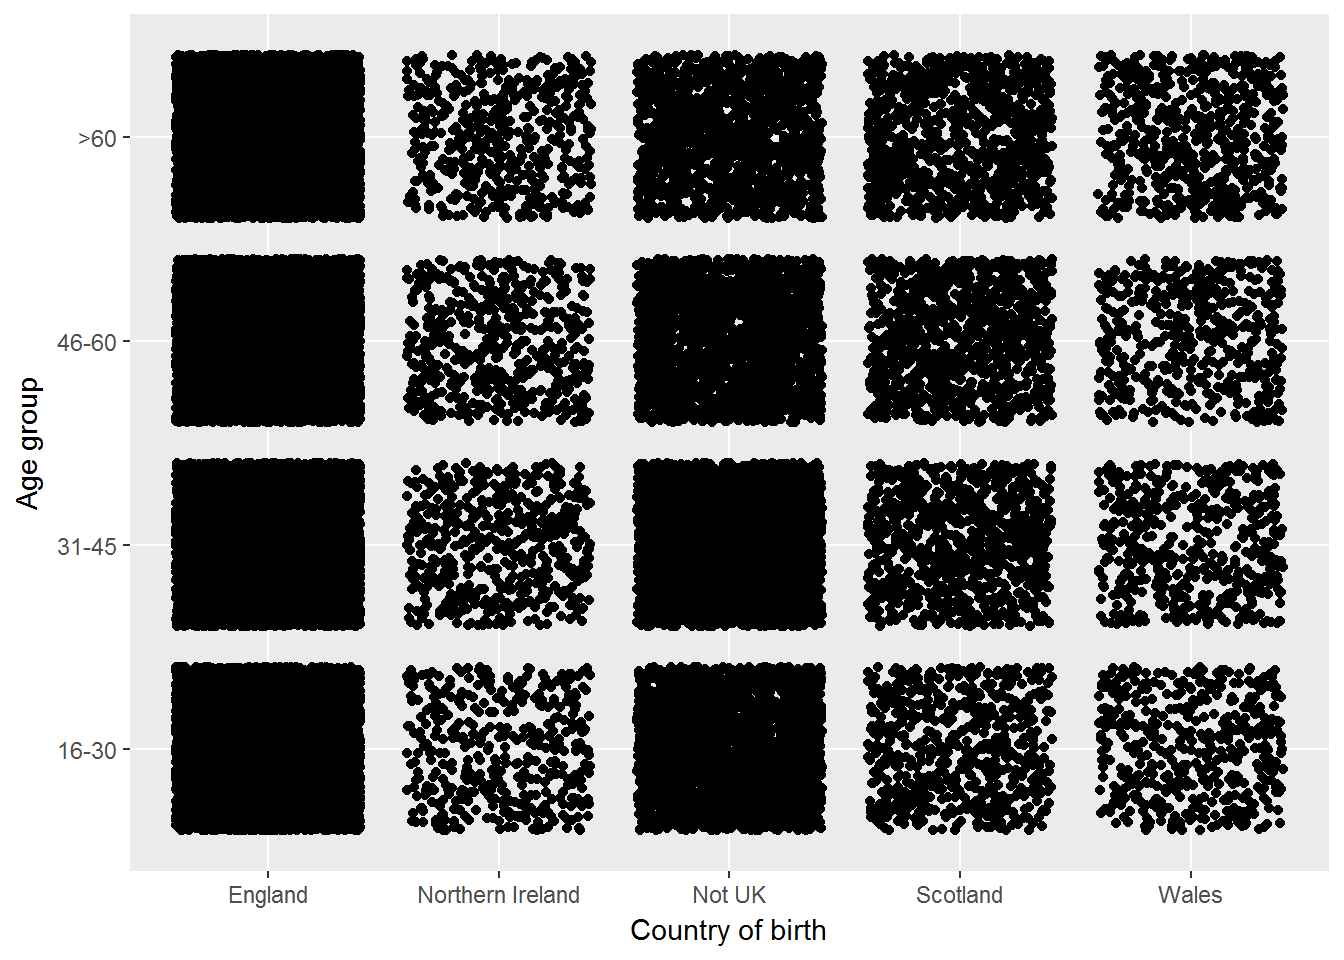 Age group
>60
46-60
31-45
16-30
England
Northern Ireland
Not UK
Scotland
Wales
Country of birth